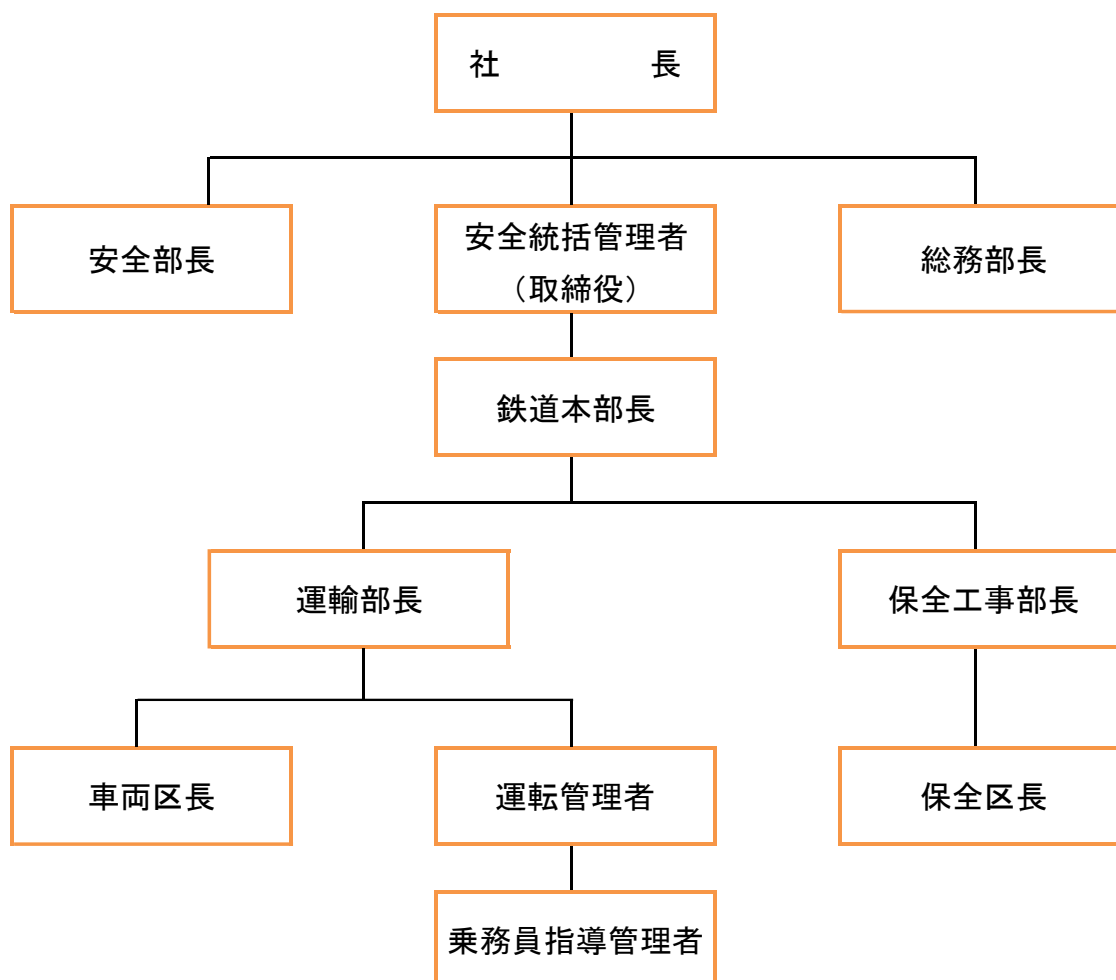 社　　　　長
安全部長
安全統括管理者
（取締役）
総務部長
鉄道本部長
運輸部長
保全工事部長
車両区長
運転管理者
保全区長
乗務員指導管理者